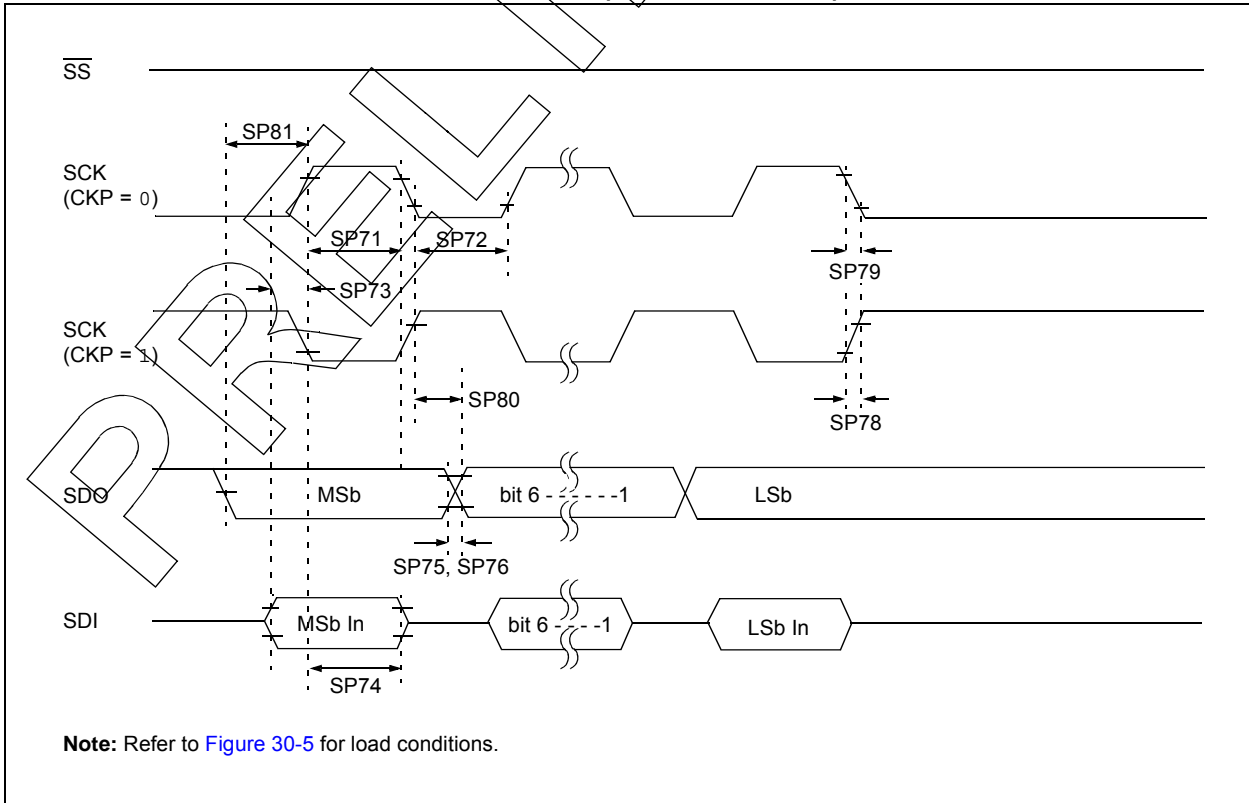 SS
SP81
SCK
(CKP = 0)
SP71
SP72
SP79
SP73
SCK
(CKP = 1)
SP80
SP78
SDO
MSb
bit 6 - - - - - -1
LSb
SP75, SP76
SDI
MSb In
bit 6 - - - -1
LSb In
SP74
Note: Refer to Figure 30-5 for load conditions.